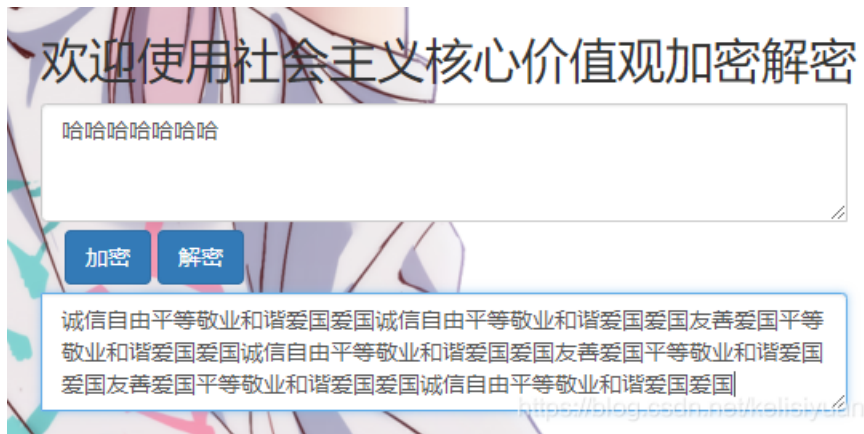 欢迎使用社会主义核心价值观加密解密
哈哈哈哈哈哈哈
加密 解密
诚信自由平等敬业和谐爱国爱国诚信自由平等敬业和谐爱国爱国友善爱国平等
敬业和谐爱国爱国诚信自由平等敬业和谐爱国爱国友善爱国平等敬业和谐爱国
爱国友善爱国平等敬业和谐爱国爱国诚信自由平等敬业和谐爱国爱国
https://blog.csdn.net/kelisiyuan